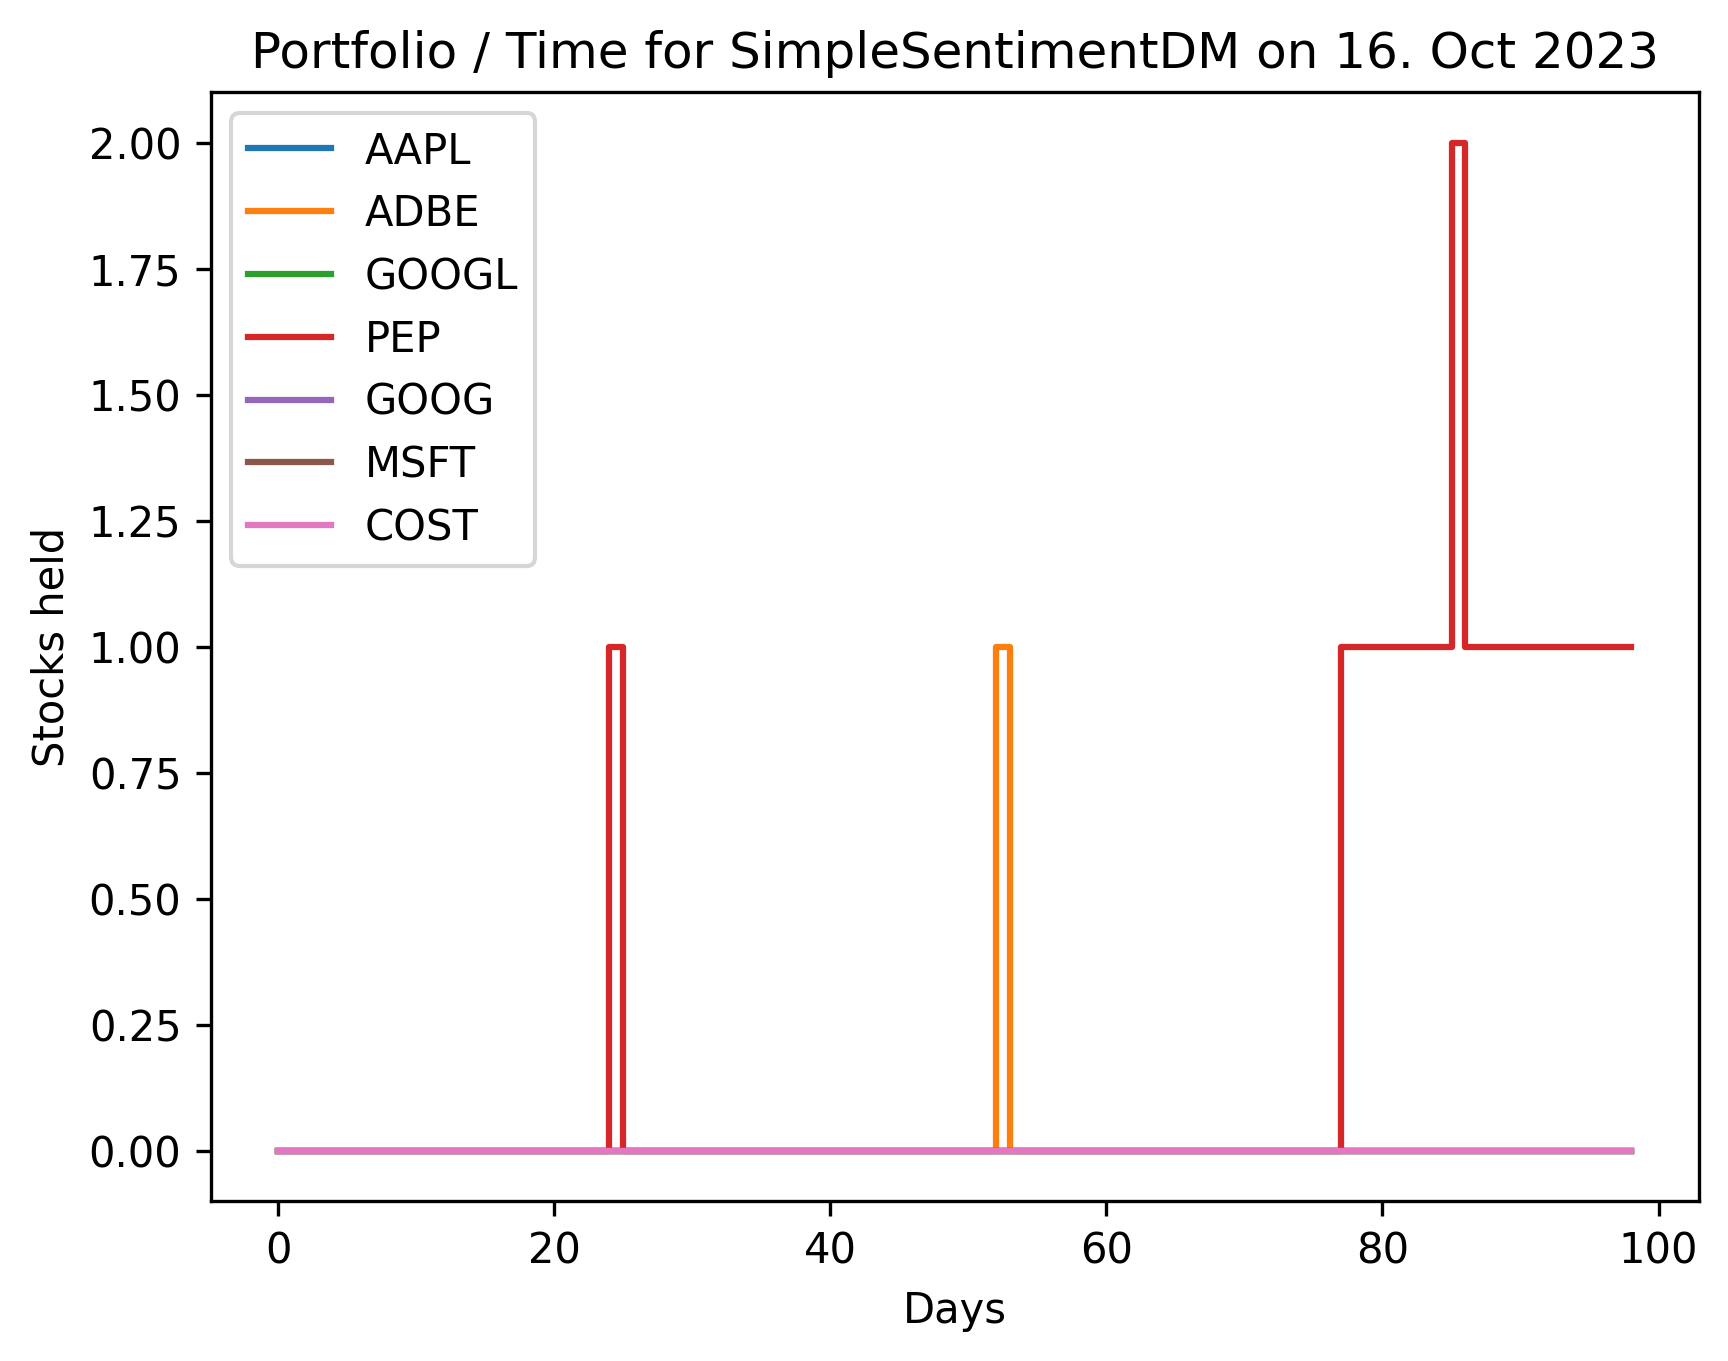 Portfolio / Time for SimpleSentimentDM on 16. Oct 2023
AAPL
ADBE
GOOGL
PEP
GOOG
MSFT
COST
2.00
1.75
1.50
1.25
1.00
0.75
0.50
0.25
0.00
Stocks held
0 20 40 60 80 100
Days